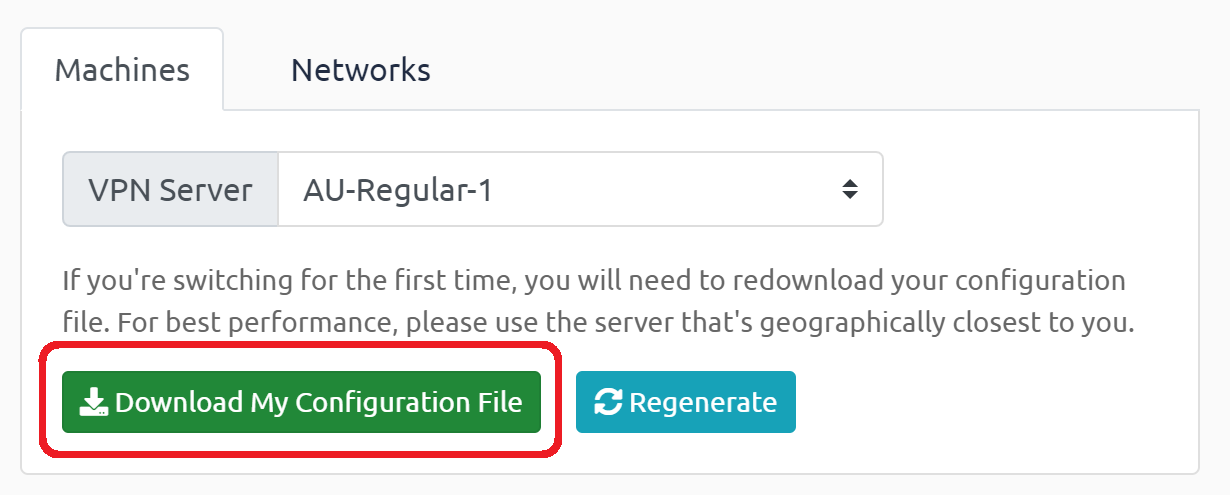 Machines
Networks
VPN Server
AU-Regular-1
If you're switching for the first time, you will need to redownload your configuration
file. For best performance, please use the server that's geographically closest to you.
Download My Configuration File
Regenerate